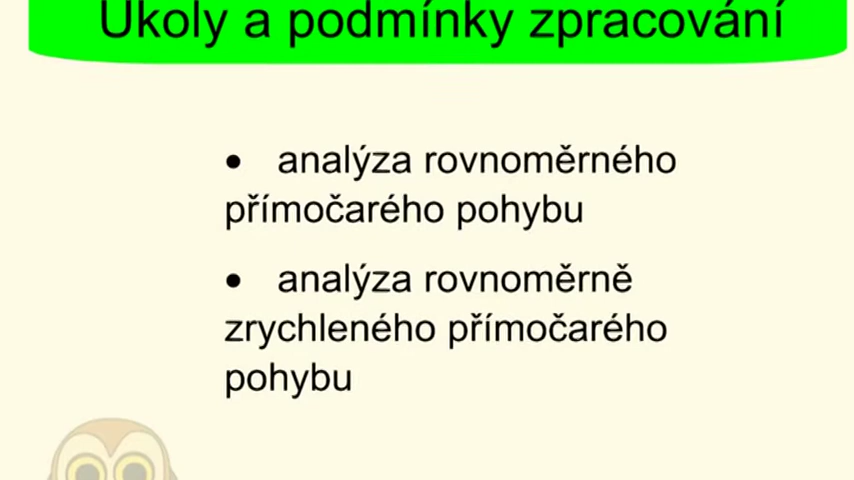 Úkoly a podmínky zpracování
• analýza rovnoměrného
přímočarého pohybu
• analýza rovnoměrně
zrychleného přímočarého
pohybu